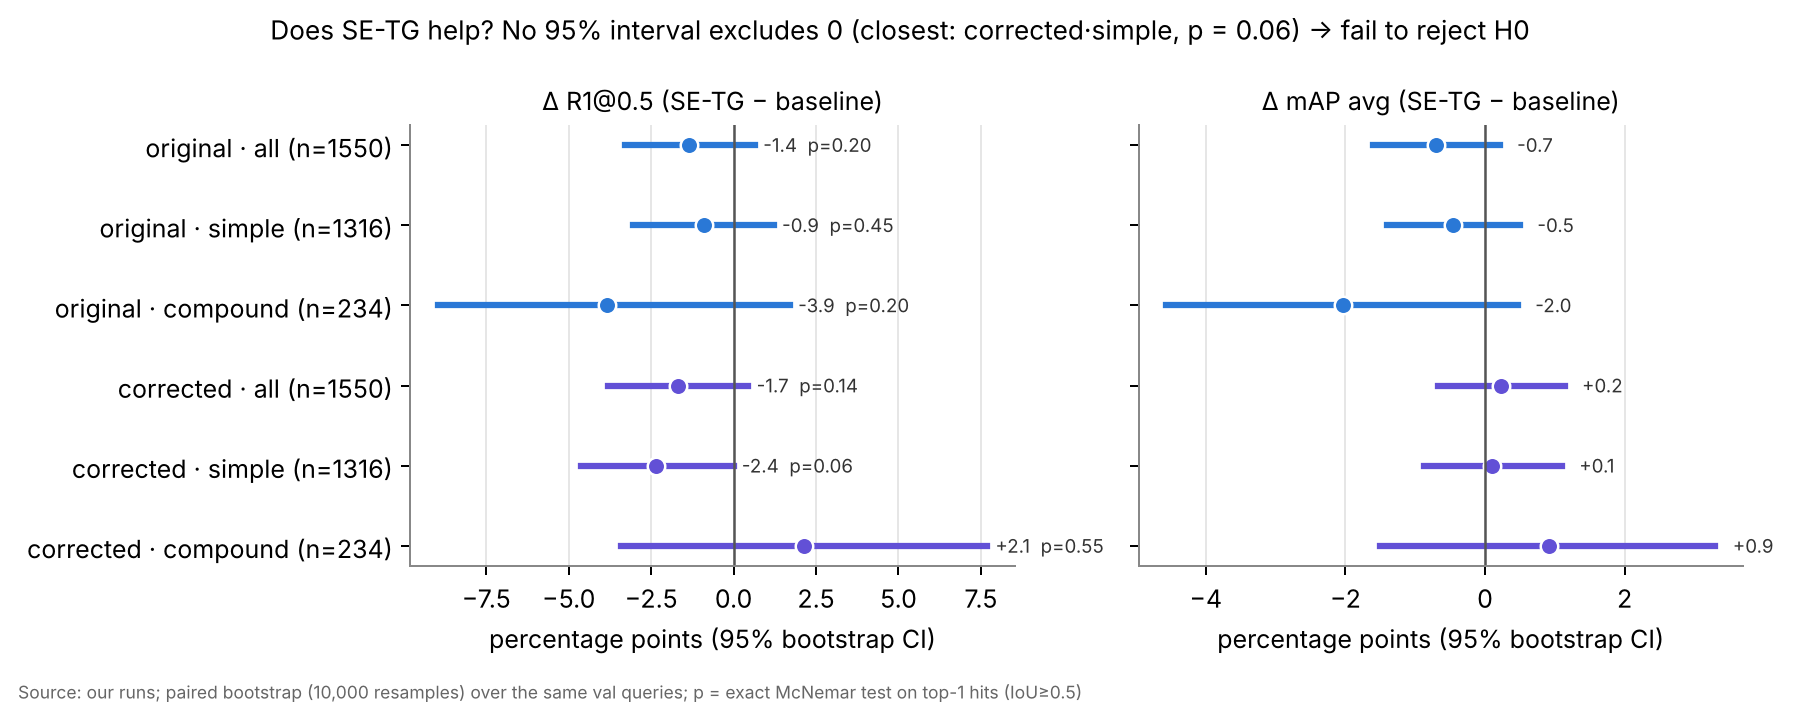 Does SE-TG help? No 95% interval excludes 0 (closest: corrected·simple, p = 0.06) → fail to reject H0
Δ R1@0.5 (SE-TG − baseline)
original · all (n=1550)
-1.4 p=0.20
original · simple (n=1316)
-0.9 p=0.45
original · compound (n=234)
-3.9 p=0.20
corrected · all (n=1550)
-1.7 p=0.14
corrected · simple (n=1316)
-2.4 p=0.06
corrected · compound (n=234)
+2.1 p=0.55
−7.5 −5.0 −2.5 0.0 2.5 5.0 7.5
percentage points (95% bootstrap CI)
Δ mAP avg (SE-TG − baseline)
-0.7
-0.5
-2.0
+0.2
+0.1
+0.9
−4 −2 0 2
percentage points (95% bootstrap CI)
Source: our runs; paired bootstrap (10,000 resamples) over the same val queries; p = exact McNemar test on top-1 hits (IoU≥0.5)